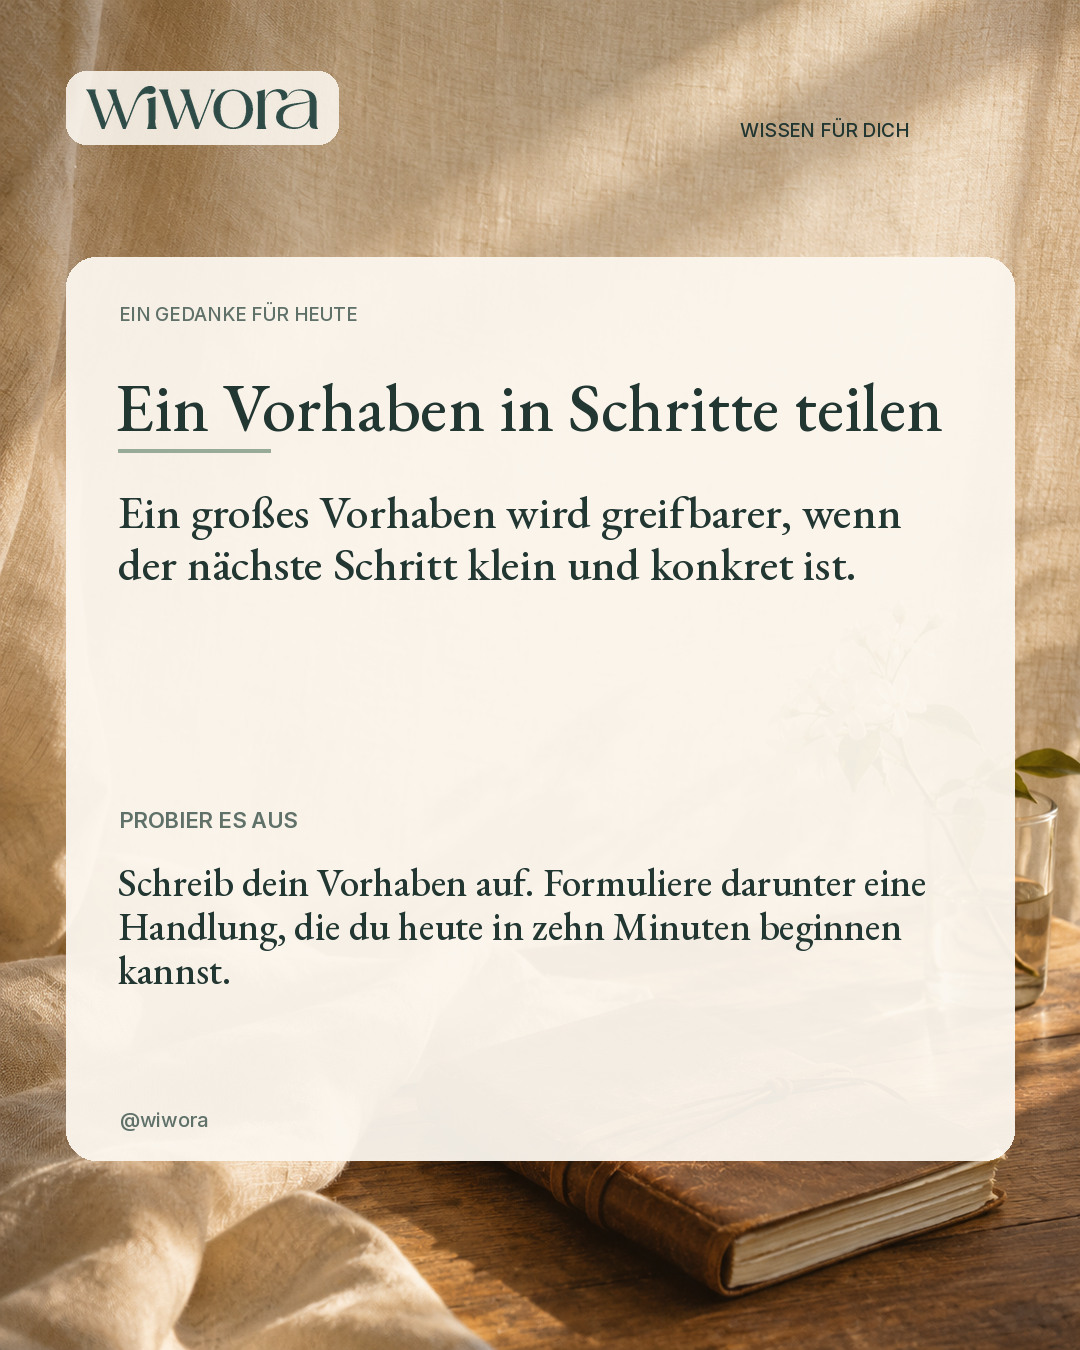 wiwora
WISSEN FÜR DICH
EIN GEDANKE FÜR HEUTE
Ein Vorhaben in Schritte teilen
Ein großes Vorhaben wird greifbarer, wenn
der nächste Schritt klein und konkret ist.
PROBIER ES AUS
Schreib dein Vorhaben auf. Formuliere darunter eine
Handlung, die du heute in zehn Minuten beginnen
kannst.
@wiwora